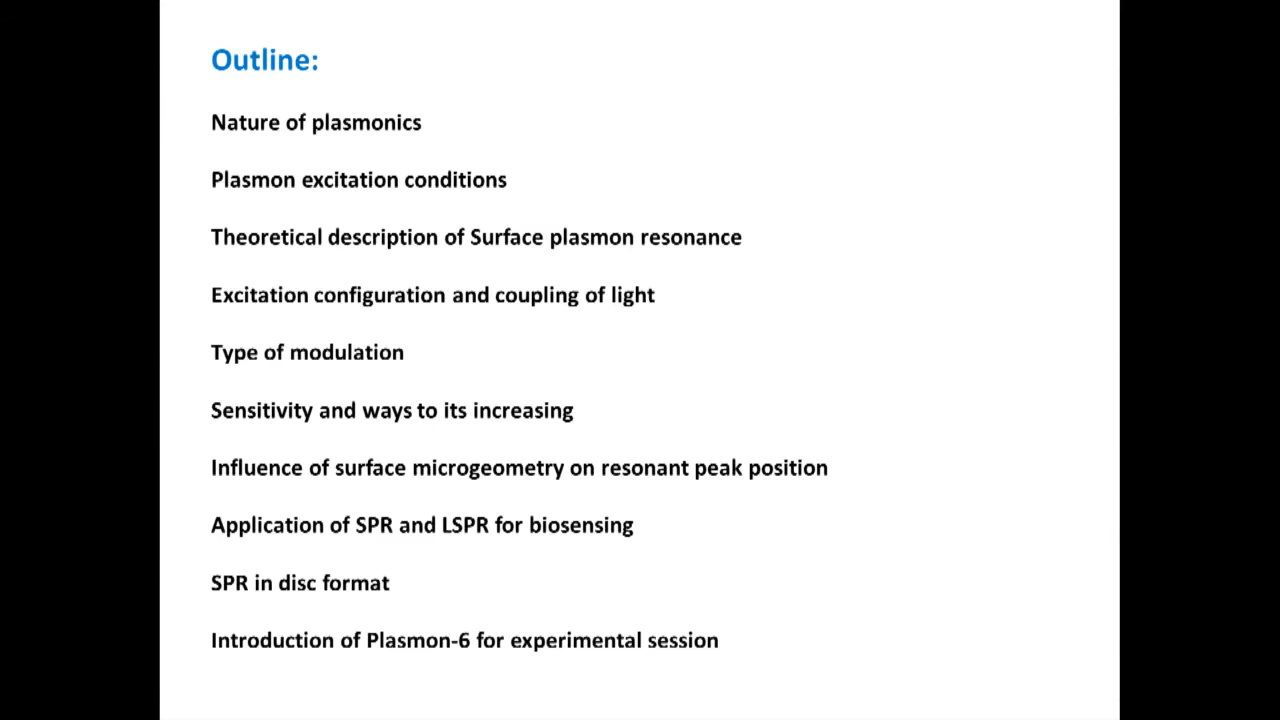 Outline:
Nature of plasmonics
Plasmon excitation conditions
Theoretical description of Surface plasmon resonance
Excitation configuration and coupling of light
Type of modulation
Sensitivity and ways to its increasing
Influence of surface microgeometry on resonant peak position
Application of SPR and LSPR for biosensing
SPR in disc format
Introduction of Plasmon-6 for experimental session